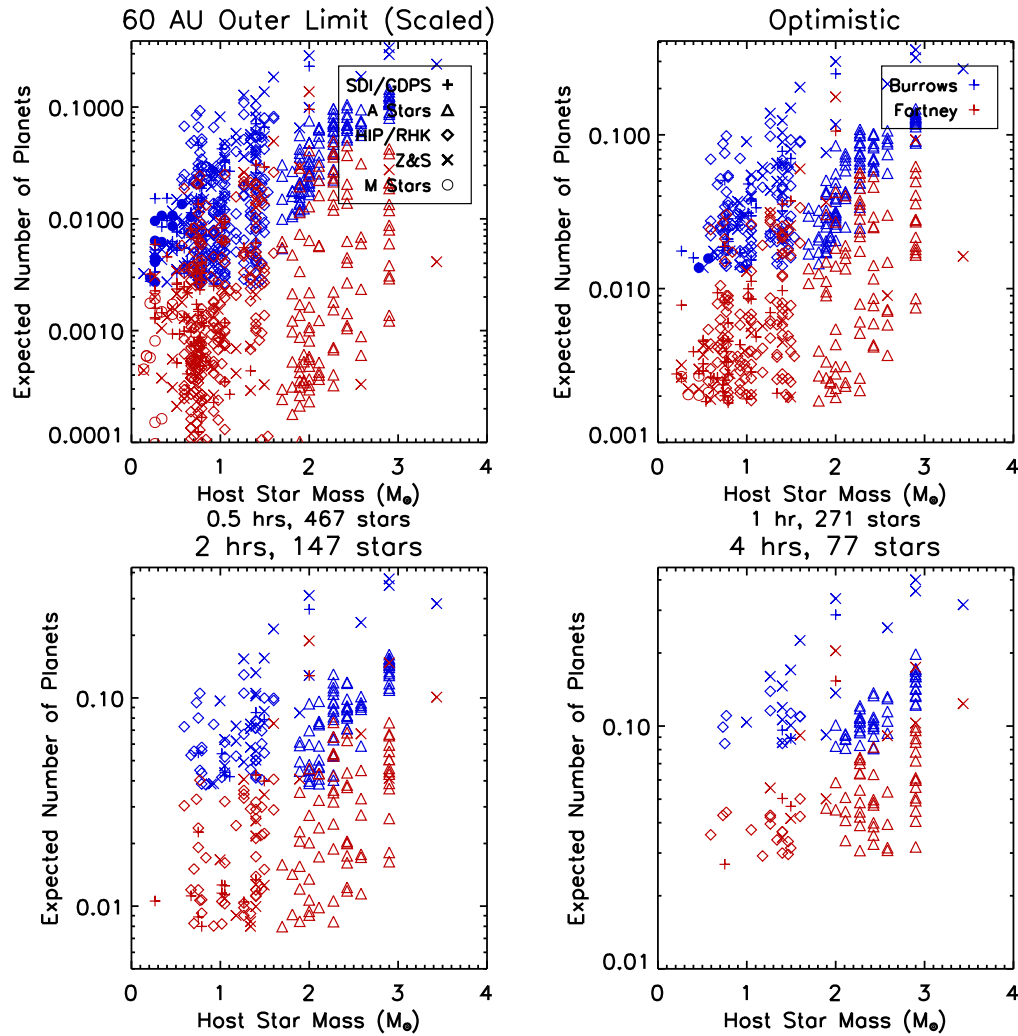 60 AU Outer Limit (Scaled)
Expected Number of Planets
0.1000
0.0100
0.0010
0.0001
SDI/GDPS
A Stars
HIP/RHK
Z&S
M Stars
0 1 2 3 4
Host Star Mass (M⊙)
0.5 hrs, 467 stars
Optimistic
Expected Number of Planets
0.100
0.010
0.001
Burrows
Fortney
0 1 2 3 4
Host Star Mass (M⊙)
1 hr, 271 stars
2 hrs, 147 stars
Expected Number of Planets
0.10
0.01
0 1 2 3 4
Host Star Mass (M⊙)
4 hrs, 77 stars
Expected Number of Planets
0.10
0.01
0 1 2 3 4
Host Star Mass (M⊙)